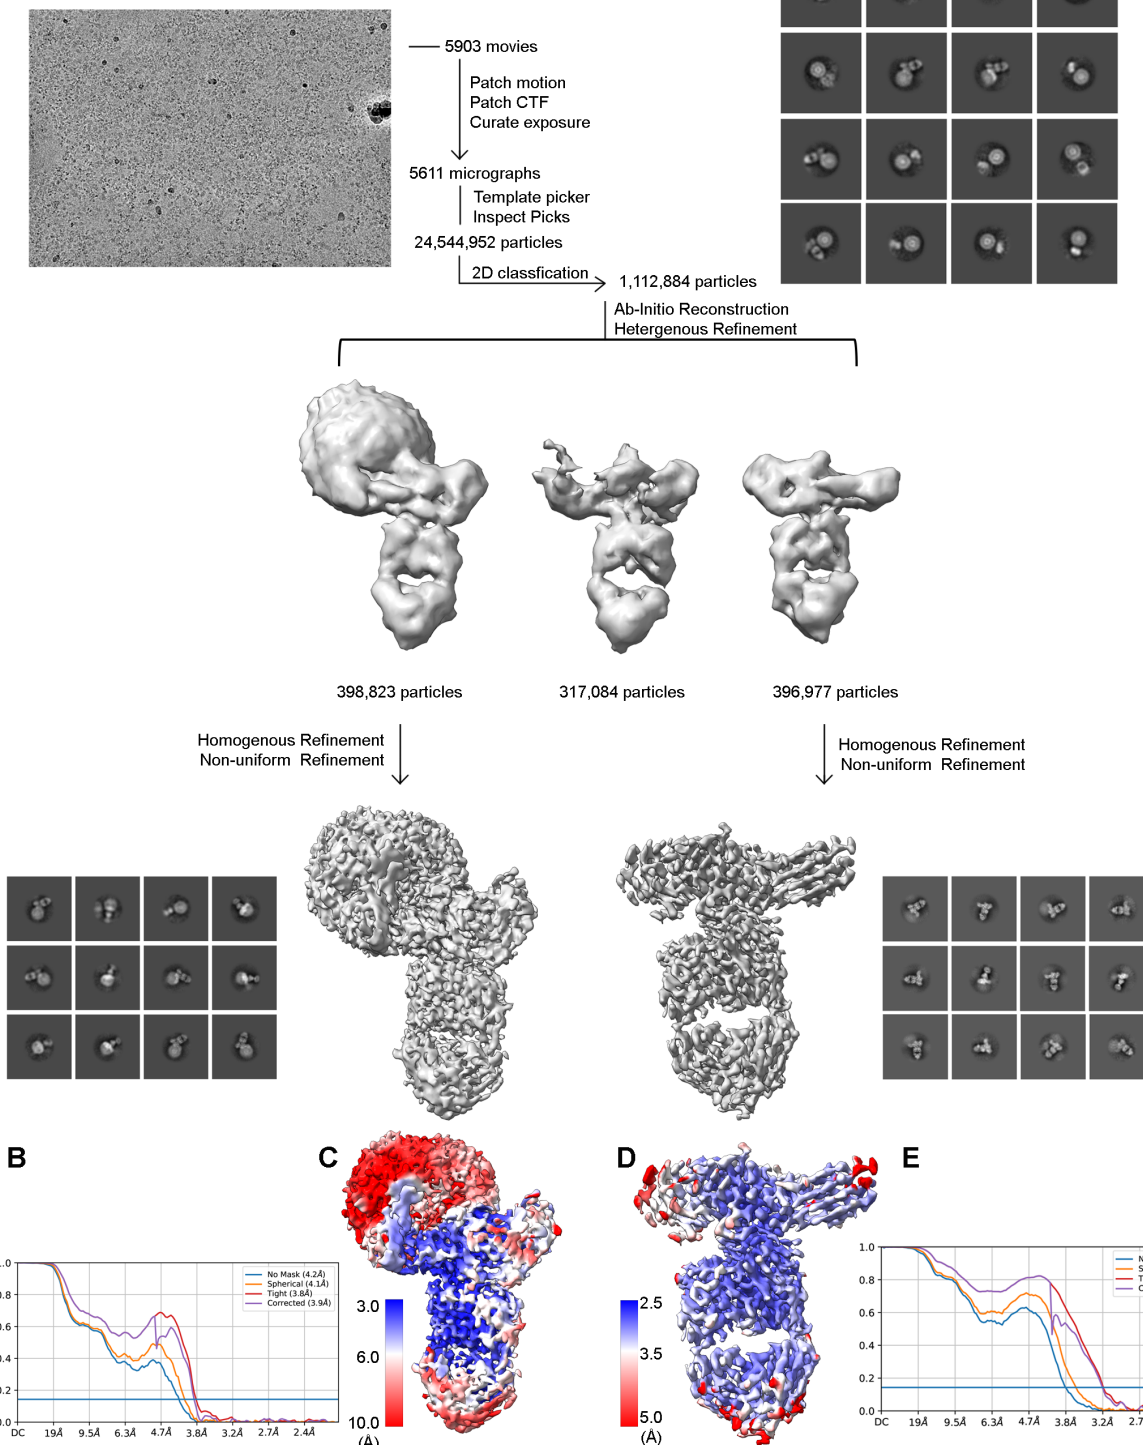 5903 movies
Patch motion
Patch CTF
Curate exposure
5611 micrographs
Template picker
Inspect Picks
24,544,952 particles
2D classfication
1,112,884 particles
Ab-Initio Reconstruction
Hetergenous Refinement
398,823 particles
317,084 particles
396,977 particles
Homogenous Refinement
Non-uniform Refinement
Homogenous Refinement
Non-uniform Refinement
B
C
D
E
No Mask (4.2Å)
Spherical (4.1Å)
Tight (3.8Å)
Corrected (3.9Å)
.0
0.8
0.6
0.4
0.2
0.0
DC 19Å 9.5Å 6.3Å 4.7Å 3.8Å 3.2Å 2.7Å 2.4Å
3.0
6.0
10.0
(Å)
2.5
3.5
5.0
(Å)
1.0
0.8
0.6
0.4
0.2
0.0
N
S
T
C
DC 19Å 9.5Å 6.3Å 4.7Å 3.8Å 3.2Å 2.7